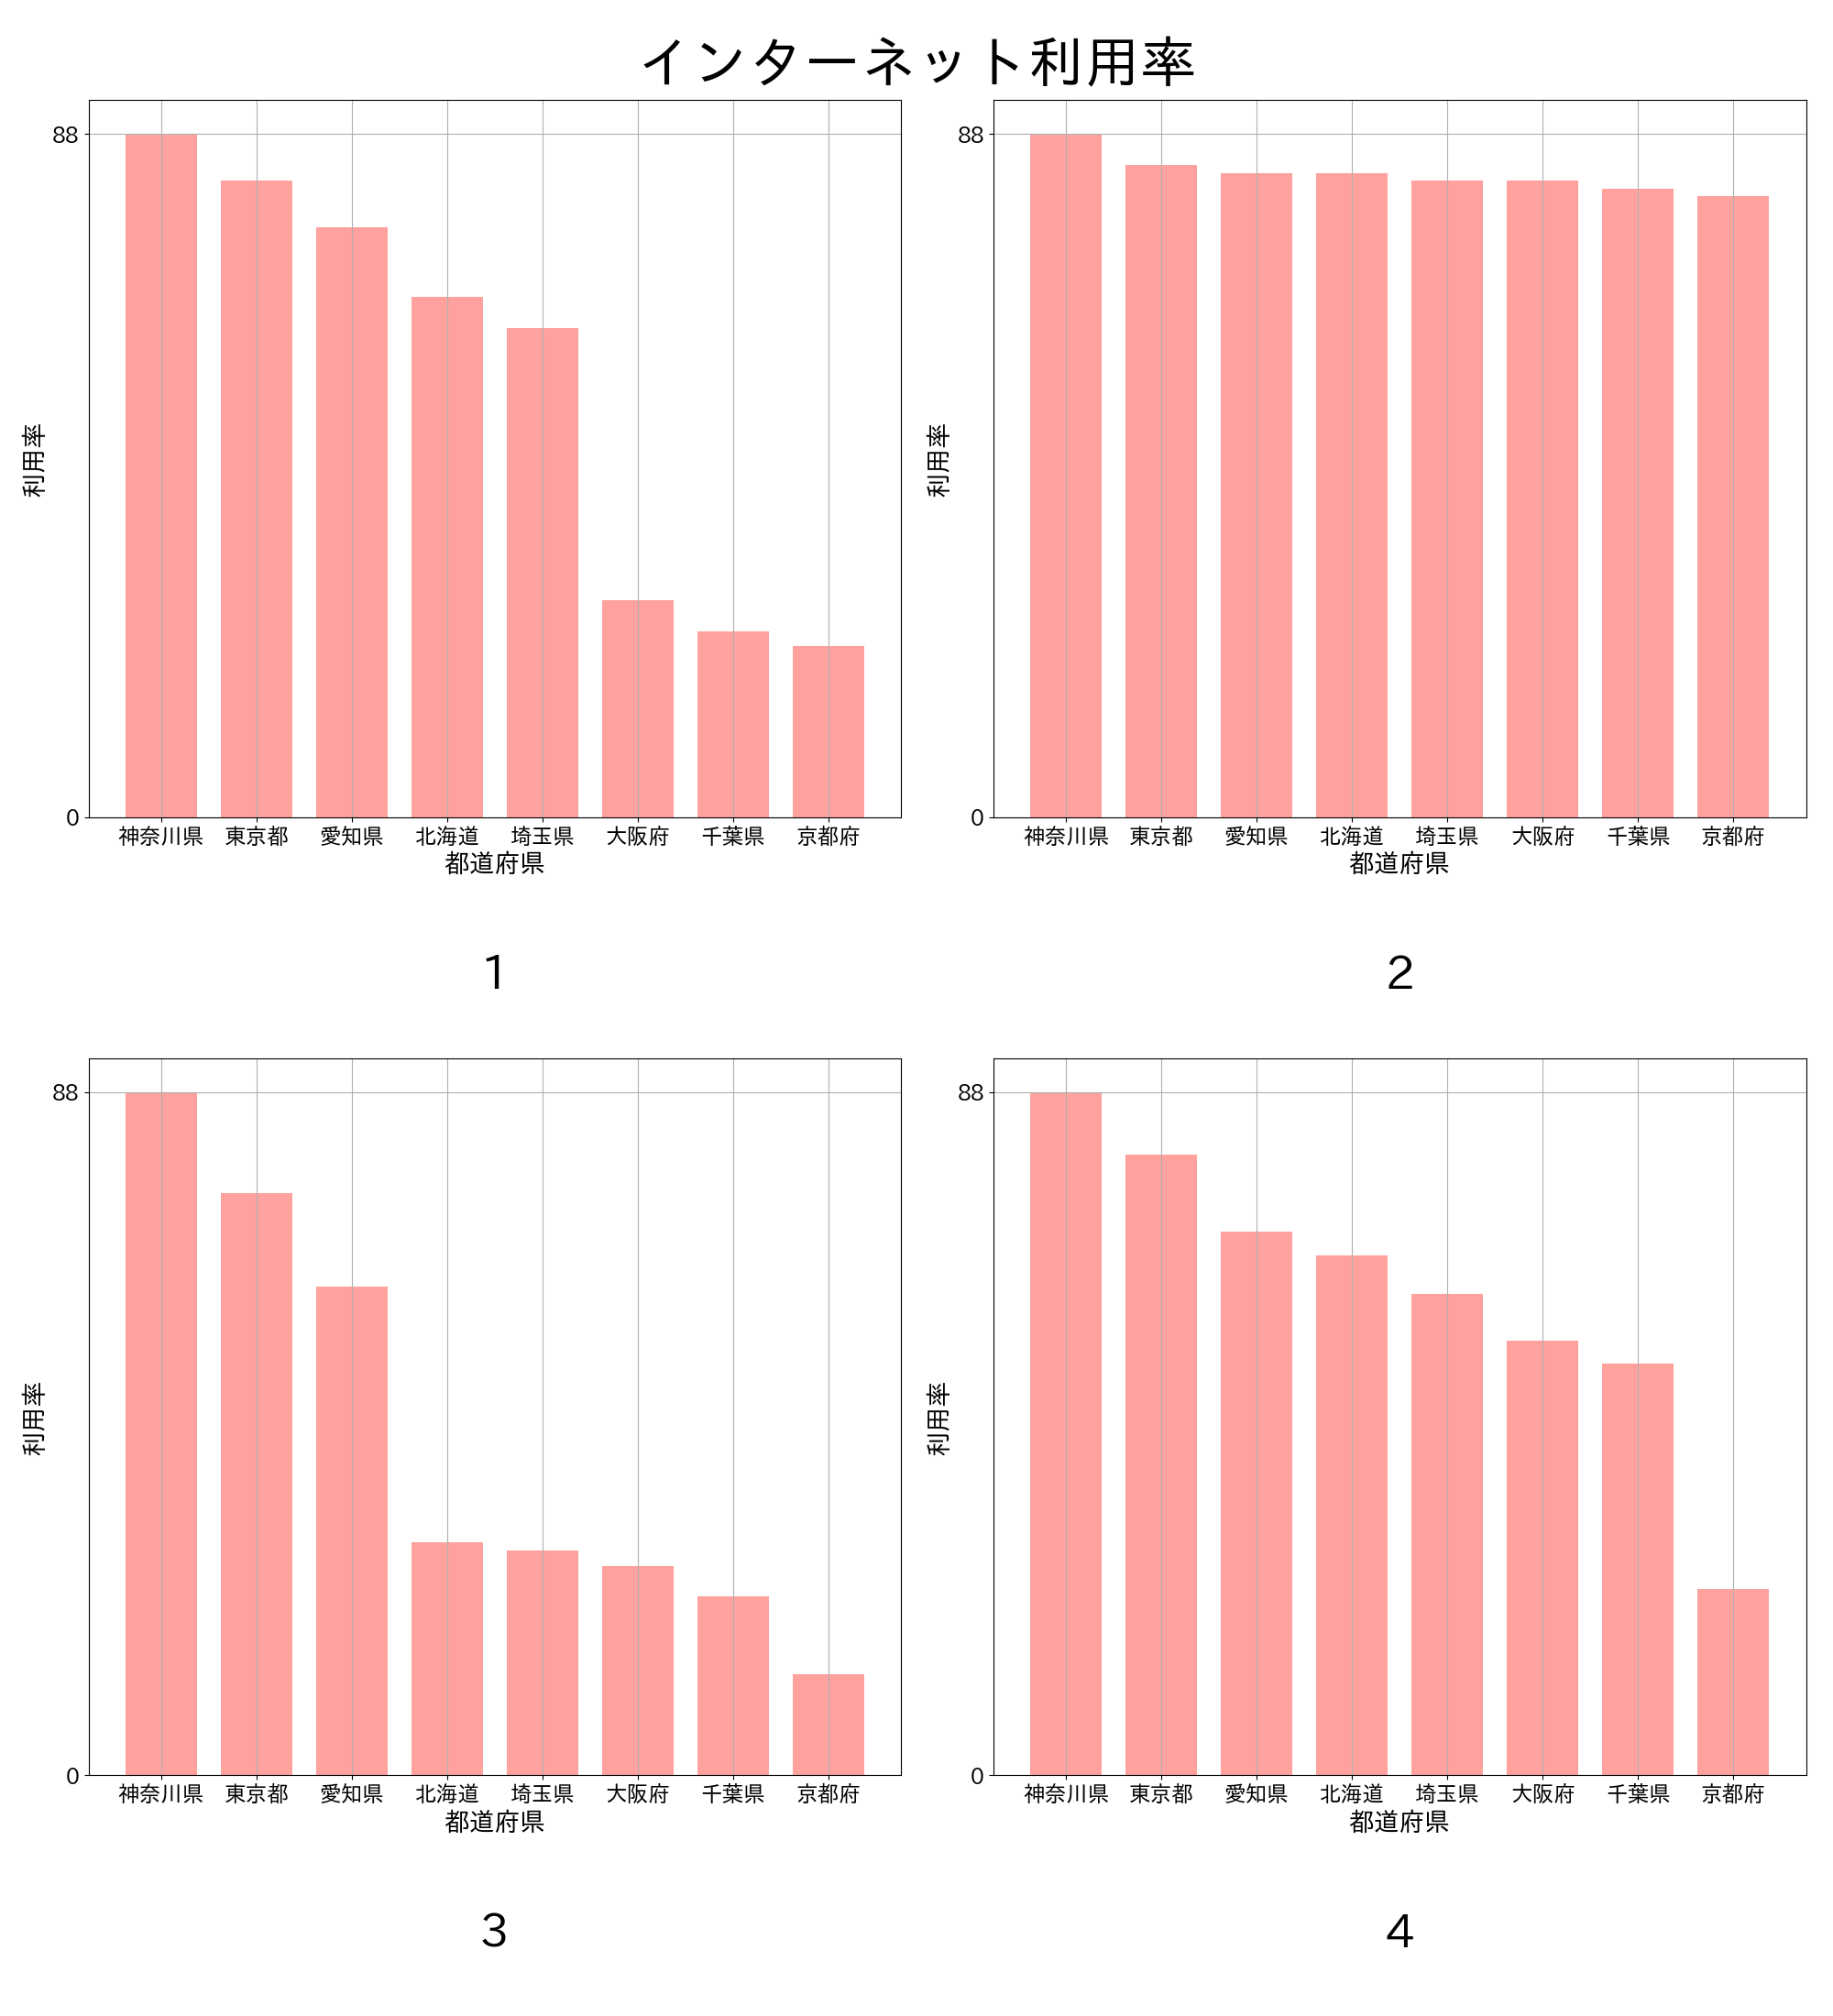 インターネット利用率
88
0
利用率
神奈川県 東京都 愛知県 北海道 埼玉県 大阪府 千葉県 京都府
都道府県
1
88
0
利用率
神奈川県 東京都 愛知県 北海道 埼玉県 大阪府 千葉県 京都府
都道府県
2
88
0
利用率
神奈川県 東京都 愛知県 北海道 埼玉県 大阪府 千葉県 京都府
都道府県
3
88
0
利用率
神奈川県 東京都 愛知県 北海道 埼玉県 大阪府 千葉県 京都府
都道府県
4